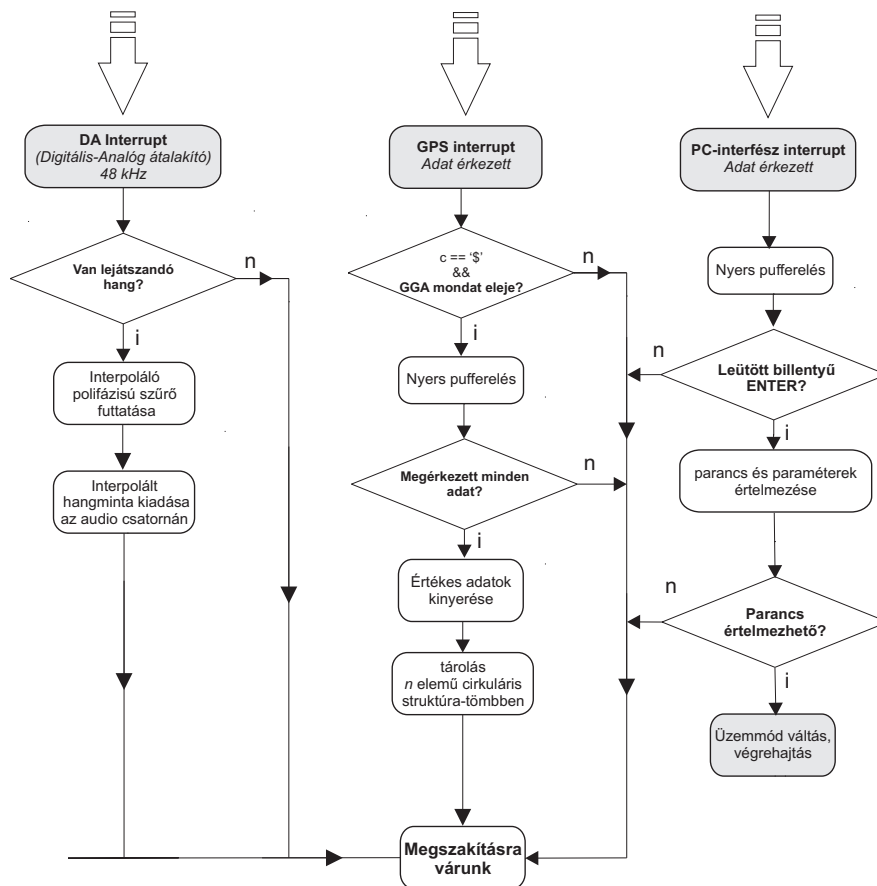 DA Interrupt
(Digitális-Analóg átalakító)
48 kHz
Van lejátszandó
hang?
n
i
Interpoláló
polifázisú szűrő
futtatása
Interpolált
hangminta kiadása
az audio csatornán
GPS interrupt
Adat érkezett
c == '$'
&&
GGA mondat eleje?
n
i
Nyers pufferelés
Megérkezett minden
adat?
n
i
Értékes adatok
kinyerése
tárolás
n elemű cirkuláris
struktúra-tömbben
Megszakításra
várunk
PC-interfész interrupt
Adat érkezett
Nyers pufferelés
n
Leütött billentyű
ENTER?
i
parancs és paraméterek
értelmezése
n
Parancs
értelmezhető?
i
Üzemmód váltás,
végrehajtás